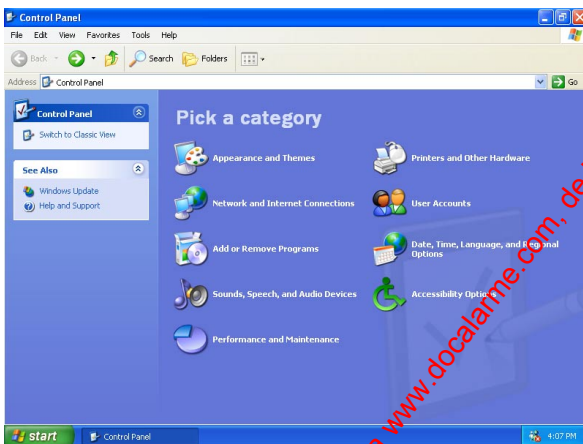 Control Panel
File Edit View Favorites Tools Help
Back Search Folders
Address Control Panel Go
Control Panel
Switch to Classic View
See Also
Windows Update
Help and Support
Pick a category
Appearance and Themes
Printers and Other Hardware
Network and Internet Connections
User Accounts
Add or Remove Programs
Date, Time, Language, and Regional
Options
Sounds, Speech, and Audio Devices
Accessibility Options
Performance and Maintenance
www.docalarme.com, de
start Control Panel 4:07 PM